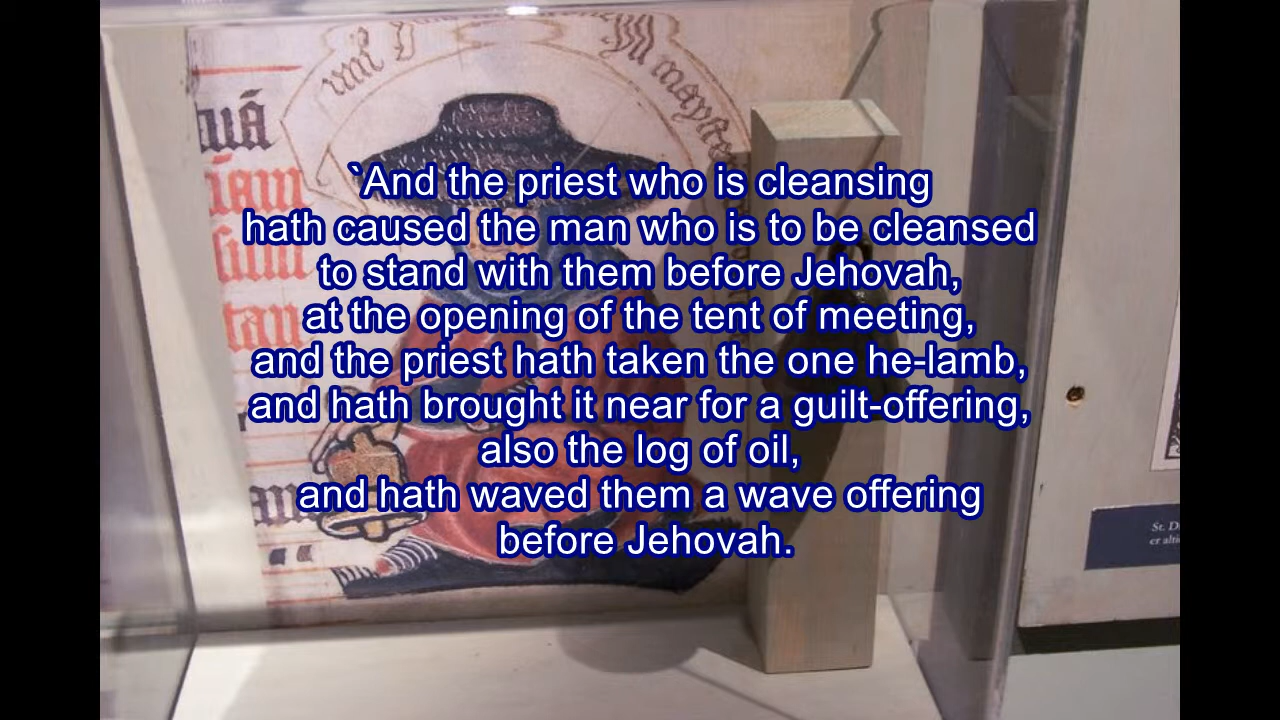 `And the priest who is cleansing
hath caused the man who is to be cleansed
to stand with them before Jehovah,
at the opening of the tent of meeting,
and the priest hath taken the one he-lamb,
and hath brought it near for a guilt-offering,
also the log of oil,
and hath waved them a wave offering
before Jehovah.
St. D
er alti